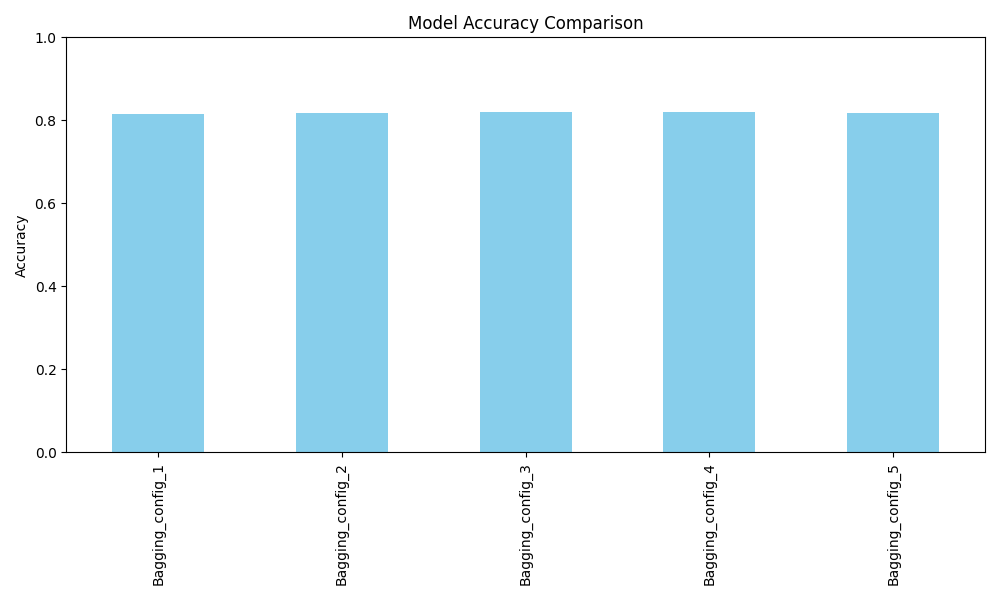 Model Accuracy Comparison
1.0
0.8
0.6
0.4
0.2
0.0
Accuracy
Bagging_config_1
Bagging_config_2
Bagging_config_3
Bagging_config_4
Bagging_config_5